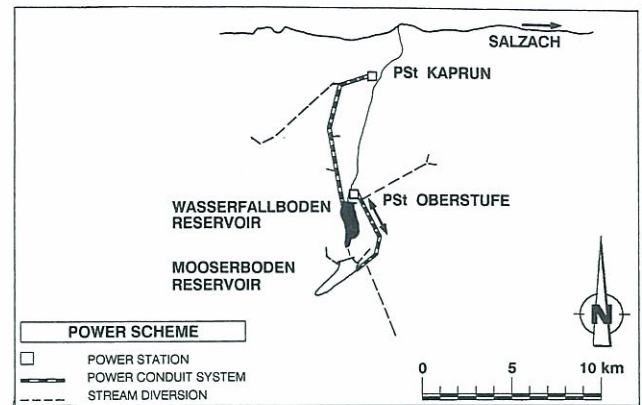 SALZACH
PSt KAPRUN
PSt OBERSTUFE
WASSERFALLBODEN
RESERVOIR
MOOSERBODEN
RESERVOIR
N
POWER SCHEME
POWER STATION
POWER CONDUIT SYSTEM
STREAM DIVERSION
0 5 10 km